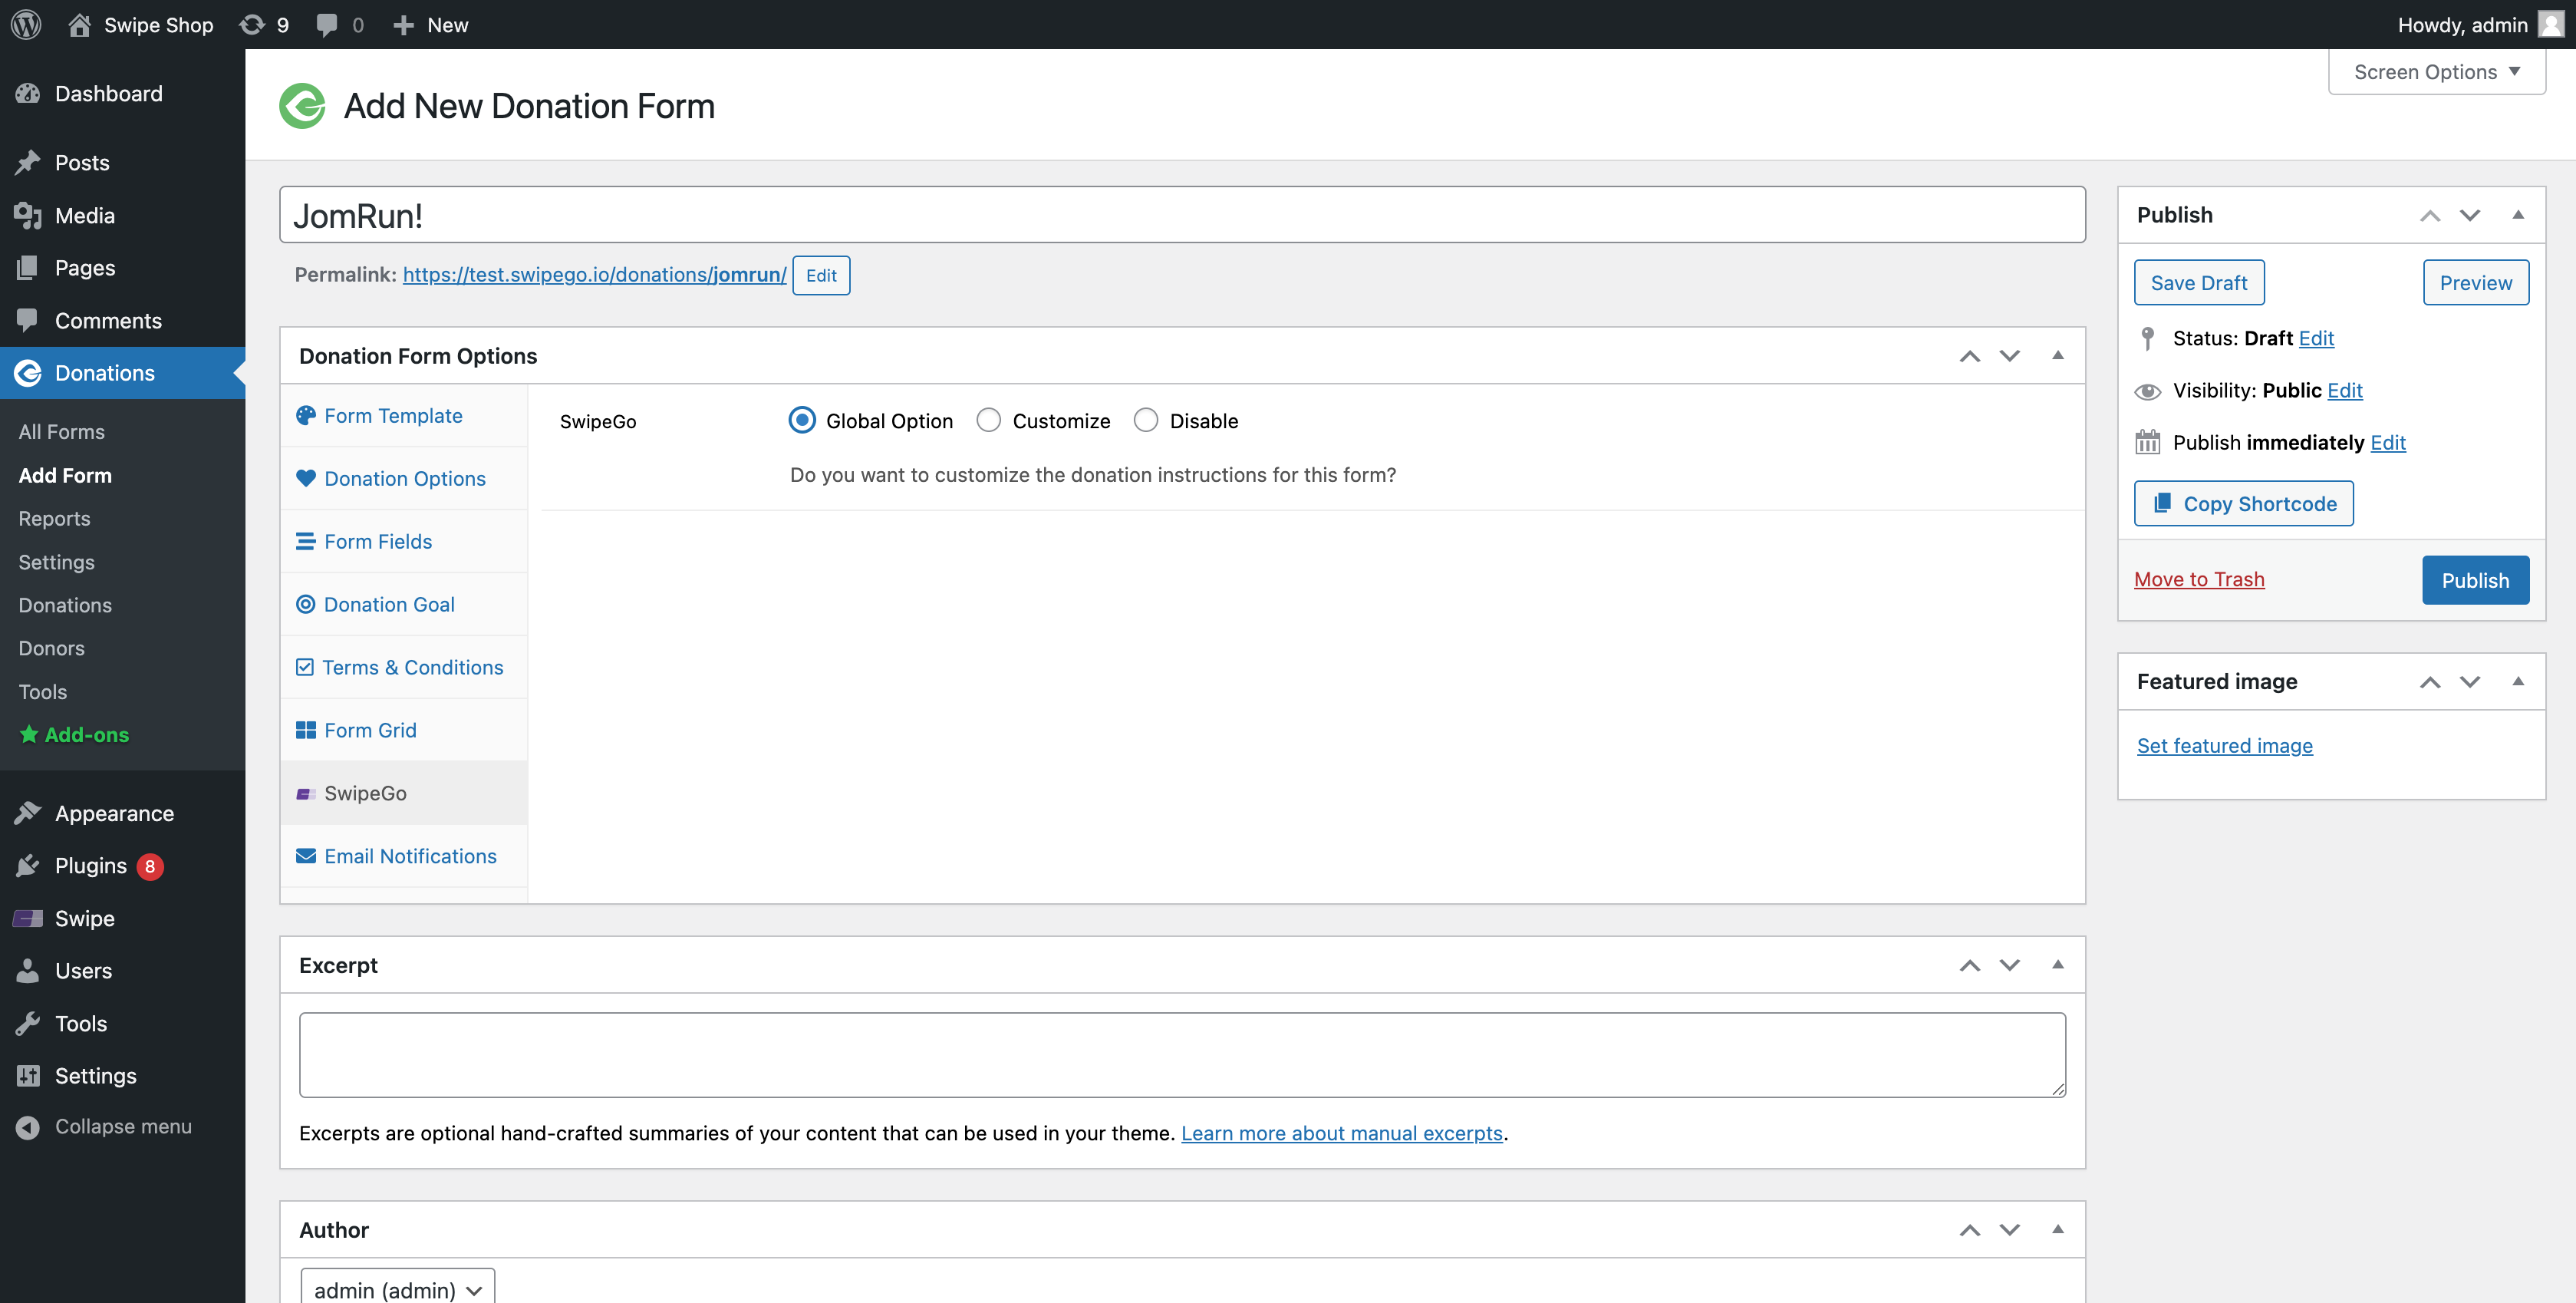 Swipe Shop
9
0
New
Howdy, admin
Screen Options
Dashboard
Posts
Media
Pages
Comments
Donations
All Forms
Add Form
Reports
Settings
Donations
Donors
Tools
Add-ons
Appearance
Plugins 8
Swipe
Users
Tools
Settings
Collapse menu
Add New Donation Form
JomRun!
Permalink: https://test.swipego.io/donations/jomrun/ Edit
Donation Form Options
Form Template
Donation Options
Form Fields
Donation Goal
Terms & Conditions
Form Grid
SwipeGo
Email Notifications
SwipeGo
Global Option Customize Disable
Do you want to customize the donation instructions for this form?
Excerpt
Excerpts are optional hand-crafted summaries of your content that can be used in your theme. Learn more about manual excerpts.
Author
admin (admin)
Publish
Save Draft
Preview
Status: Draft Edit
Visibility: Public Edit
Publish immediately Edit
Copy Shortcode
Move to Trash
Publish
Featured image
Set featured image